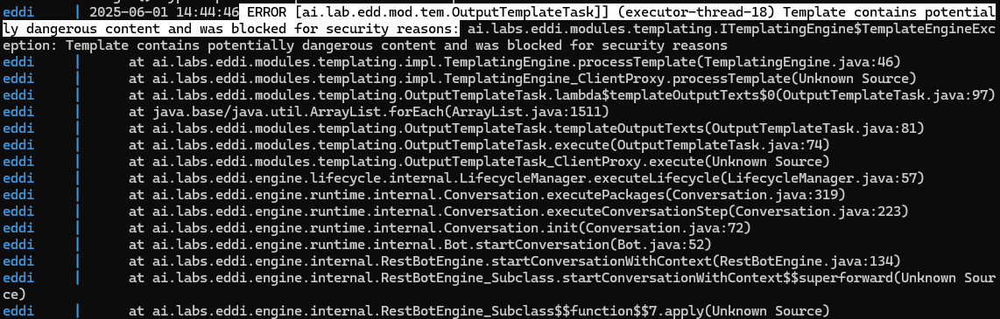 eddi | 2025-06-01 14:44:46 ERROR [ai.lab.edd.mod.tem.OutputTemplateTask]] (executor-thread-18) Template contains potential
ly dangerous content and was blocked for security reasons: ai.labs.eddi.modules.templating.ITemplatingEngine$TemplateEngineExc
eption: Template contains potentially dangerous content and was blocked for security reasons
eddi | at ai.labs.eddi.modules.templating.impl.TemplatingEngine.processTemplate(TemplatingEngine.java:46)
eddi | at ai.labs.eddi.modules.templating.impl.TemplatingEngine_ClientProxy.processTemplate(Unknown Source)
eddi | at ai.labs.eddi.modules.templating.OutputTemplateTask.lambda$templateOutputTexts$0(OutputTemplateTask.java:97)
eddi | at java.base/java.util.ArrayList.forEach(ArrayList.java:1511)
eddi | at ai.labs.eddi.modules.templating.OutputTemplateTask.templateOutputTexts(OutputTemplateTask.java:81)
eddi | at ai.labs.eddi.modules.templating.OutputTemplateTask.execute(OutputTemplateTask.java:74)
eddi | at ai.labs.eddi.modules.templating.OutputTemplateTask_ClientProxy.execute(Unknown Source)
eddi | at ai.labs.eddi.engine.lifecycle.internal.LifecycleManager.executeLifecycle(LifecycleManager.java:57)
eddi | at ai.labs.eddi.engine.runtime.internal.Conversation.executePackages(Conversation.java:319)
eddi | at ai.labs.eddi.engine.runtime.internal.Conversation.executeConversationStep(Conversation.java:223)
eddi | at ai.labs.eddi.engine.runtime.internal.Conversation.init(Conversation.java:72)
eddi | at ai.labs.eddi.engine.runtime.internal.Bot.startConversation(Bot.java:52)
eddi | at ai.labs.eddi.engine.internal.RestBotEngine.startConversationWithContext(RestBotEngine.java:134)
eddi | at ai.labs.eddi.engine.internal.RestBotEngine_Subclass.startConversationWithContext$$superforward(Unknown Sour
ce)
eddi | at ai.labs.eddi.engine.internal.RestBotEngine_Subclass$$function$$7.apply(Unknown Source)